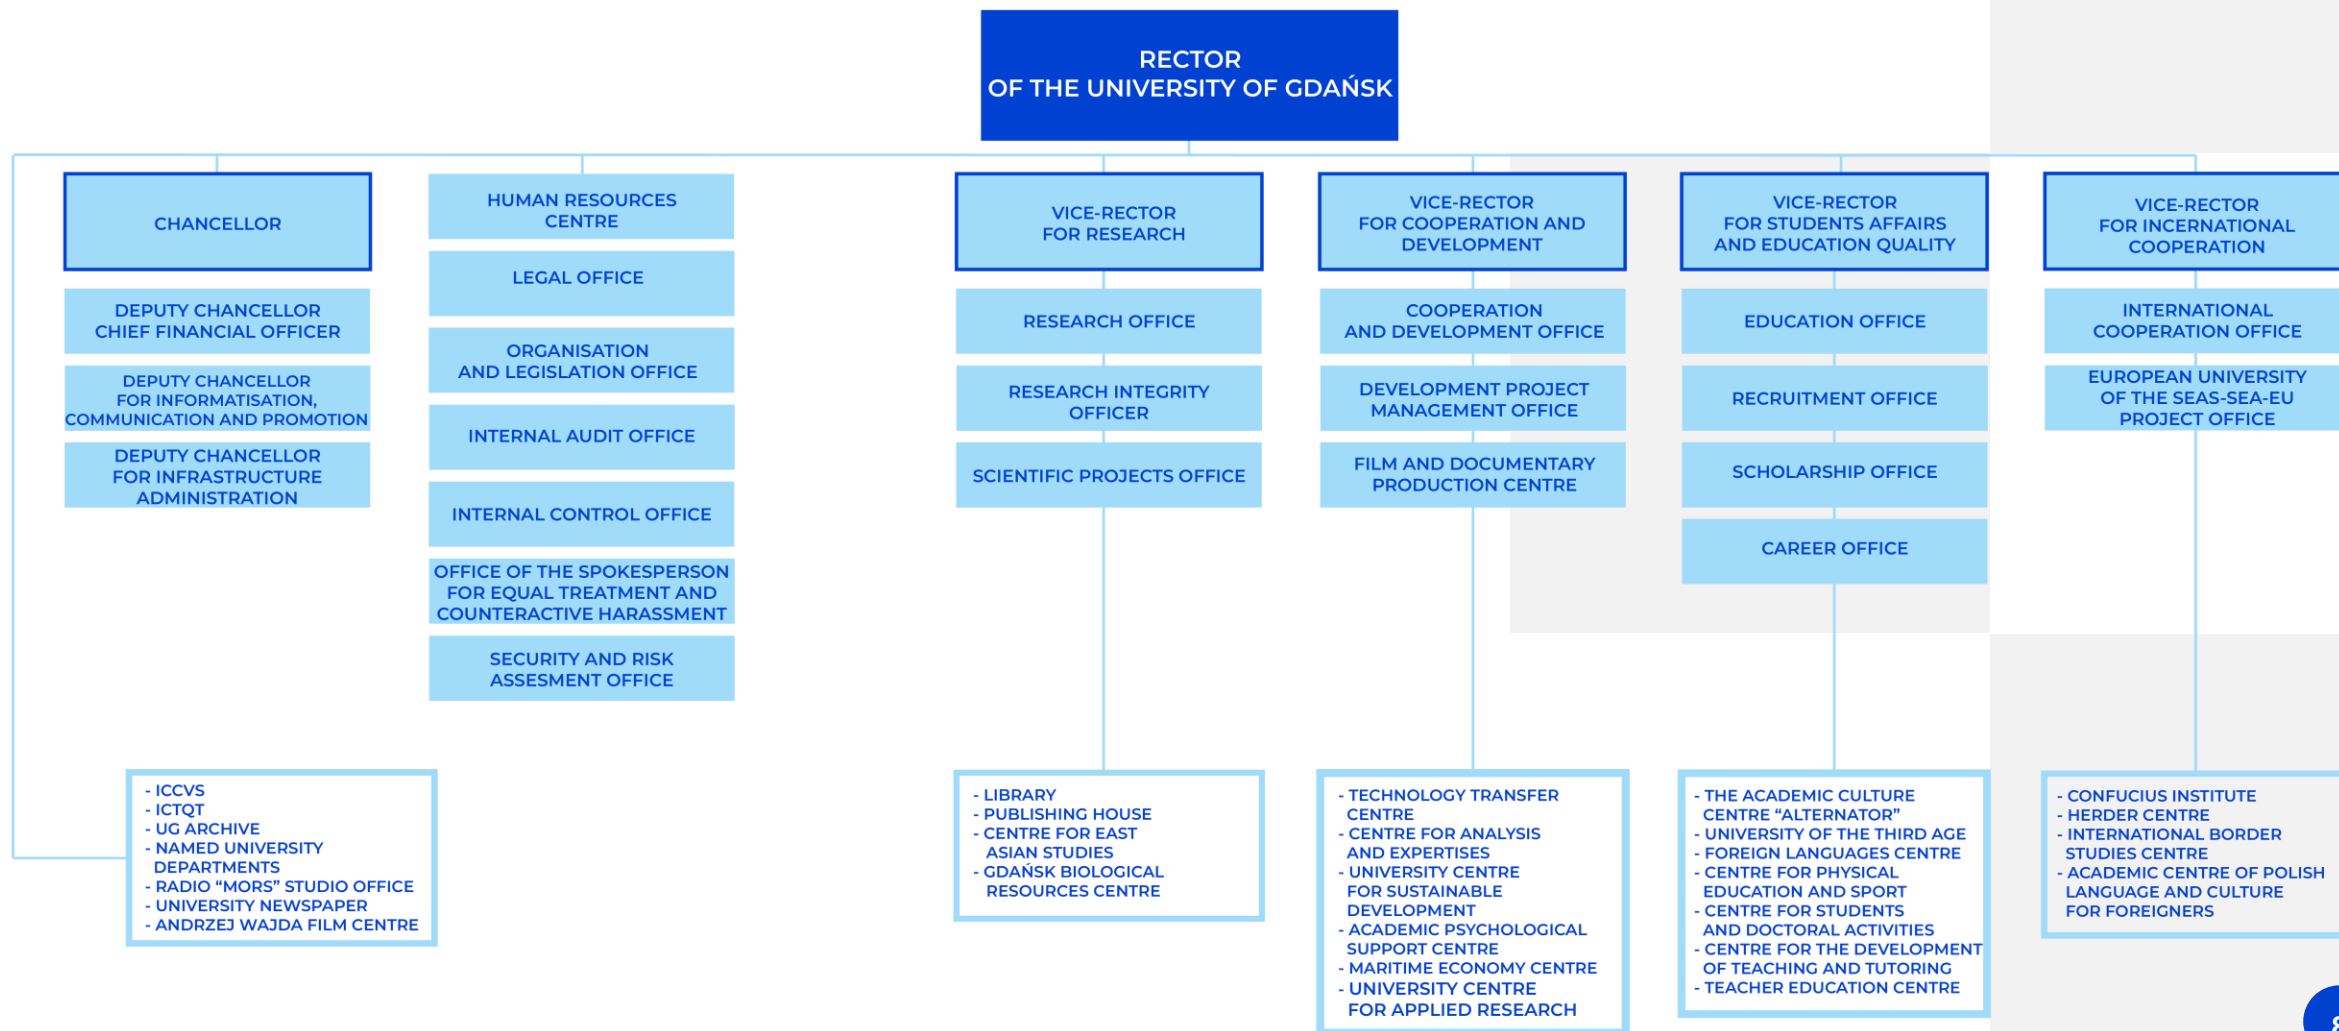 RECTOR
OF THE UNIVERSITY OF GDAŃSK
CHANCELLOR
DEPUTY CHANCELLOR
CHIEF FINANCIAL OFFICER
DEPUTY CHANCELLOR
FOR INFORMATISATION,
COMMUNICATION AND PROMOTION
DEPUTY CHANCELLOR
FOR INFRASTRUCTURE
ADMINISTRATION
HUMAN RESOURCES
CENTRE
LEGAL OFFICE
ORGANISATION
AND LEGISLATION OFFICE
INTERNAL AUDIT OFFICE
INTERNAL CONTROL OFFICE
OFFICE OF THE SPOKESPERSON
FOR EQUAL TREATMENT AND
COUNTERACTIVE HARASSMENT
SECURITY AND RISK
ASSESMENT OFFICE
VICE-RECTOR
FOR RESEARCH
RESEARCH OFFICE
RESEARCH INTEGRITY
OFFICER
SCIENTIFIC PROJECTS OFFICE
VICE-RECTOR
FOR COOPERATION AND
DEVELOPMENT
COOPERATION
AND DEVELOPMENT OFFICE
DEVELOPMENT PROJECT
MANAGEMENT OFFICE
FILM AND DOCUMENTARY
PRODUCTION CENTRE
VICE-RECTOR
FOR STUDENTS AFFAIRS
AND EDUCATION QUALITY
EDUCATION OFFICE
RECRUITMENT OFFICE
SCHOLARSHIP OFFICE
CAREER OFFICE
VICE-RECTOR
FOR INCERNATIONAL
COOPERATION
INTERNATIONAL
COOPERATION OFFICE
EUROPEAN UNIVERSITY
OF THE SEAS-SEA-EU
PROJECT OFFICE
- ICCVS
- ICTQT
- UG ARCHIVE
- NAMED UNIVERSITY
DEPARTMENTS
- RADIO “MORS” STUDIO OFFICE
- UNIVERSITY NEWSPAPER
- ANDRZEJ WAJDA FILM CENTRE
- LIBRARY
- PUBLISHING HOUSE
- CENTRE FOR EAST
ASIAN STUDIES
- GDAŃSK BIOLOGICAL
RESOURCES CENTRE
- TECHNOLOGY TRANSFER
CENTRE
- CENTRE FOR ANALYSIS
AND EXPERTISES
- UNIVERSITY CENTRE
FOR SUSTAINABLE
DEVELOPMENT
- ACADEMIC PSYCHOLOGICAL
SUPPORT CENTRE
- MARITIME ECONOMY CENTRE
- UNIVERSITY CENTRE
FOR APPLIED RESEARCH
- THE ACADEMIC CULTURE
CENTRE “ALTERNATOR”
- UNIVERSITY OF THE THIRD AGE
- FOREIGN LANGUAGES CENTRE
- CENTRE FOR PHYSICAL
EDUCATION AND SPORT
- CENTRE FOR STUDENTS
AND DOCTORAL ACTIVITIES
- CENTRE FOR THE DEVELOPMENT
OF TEACHING AND TUTORING
- TEACHER EDUCATION CENTRE
- CONFUCIUS INSTITUTE
- HERDER CENTRE
- INTERNATIONAL BORDER
STUDIES CENTRE
- ACADEMIC CENTRE OF POLISH
LANGUAGE AND CULTURE
FOR FOREIGNERS